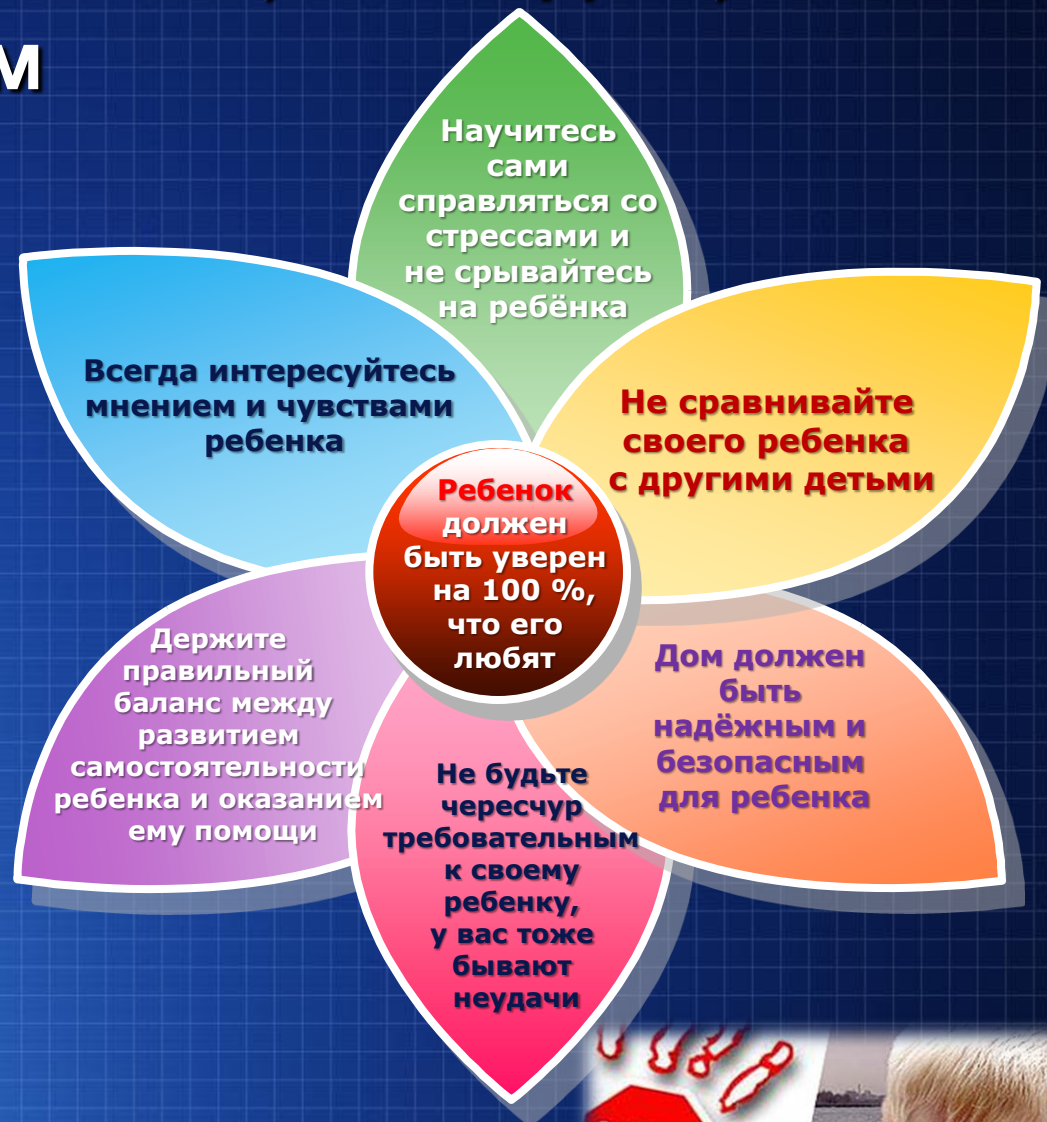 м
Научитесь
сами
справляться со
стрессами и
не срывайтесь
на ребёнка
Всегда интересуйтесь
мнением и чувствами
ребенка
Не сравнивайте
своего ребенка
с другими детьми
Ребенок
должен
быть уверен
на 100 %,
что его
любят
Держите
правильный
баланс между
развитием
самостоятельности
ребенка и оказанием
ему помощи
Не будьте
чересчур
требовательным
к своему
ребенку,
у вас тоже
бывают
неудачи
Дом должен
быть
надёжным и
безопасным
для ребенка